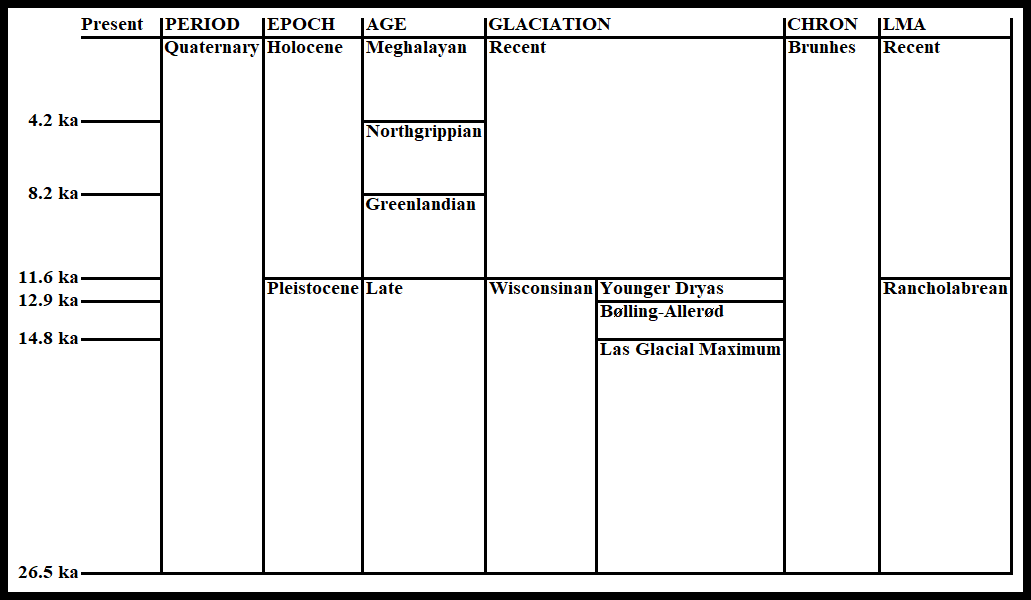 Present PERIOD EPOCH AGE GLACIATION CHRON LMA
Quaternary Holocene Meghalayan Recent Brunhes Recent
4.2 ka
Northgrippian
8.2 ka
Greenlandian
11.6 ka
Pleistocene Late Wisconsinan Younger Dryas Rancholabrean
12.9 ka
Bølling-Allerød
14.8 ka
Las Glacial Maximum
26.5 ka